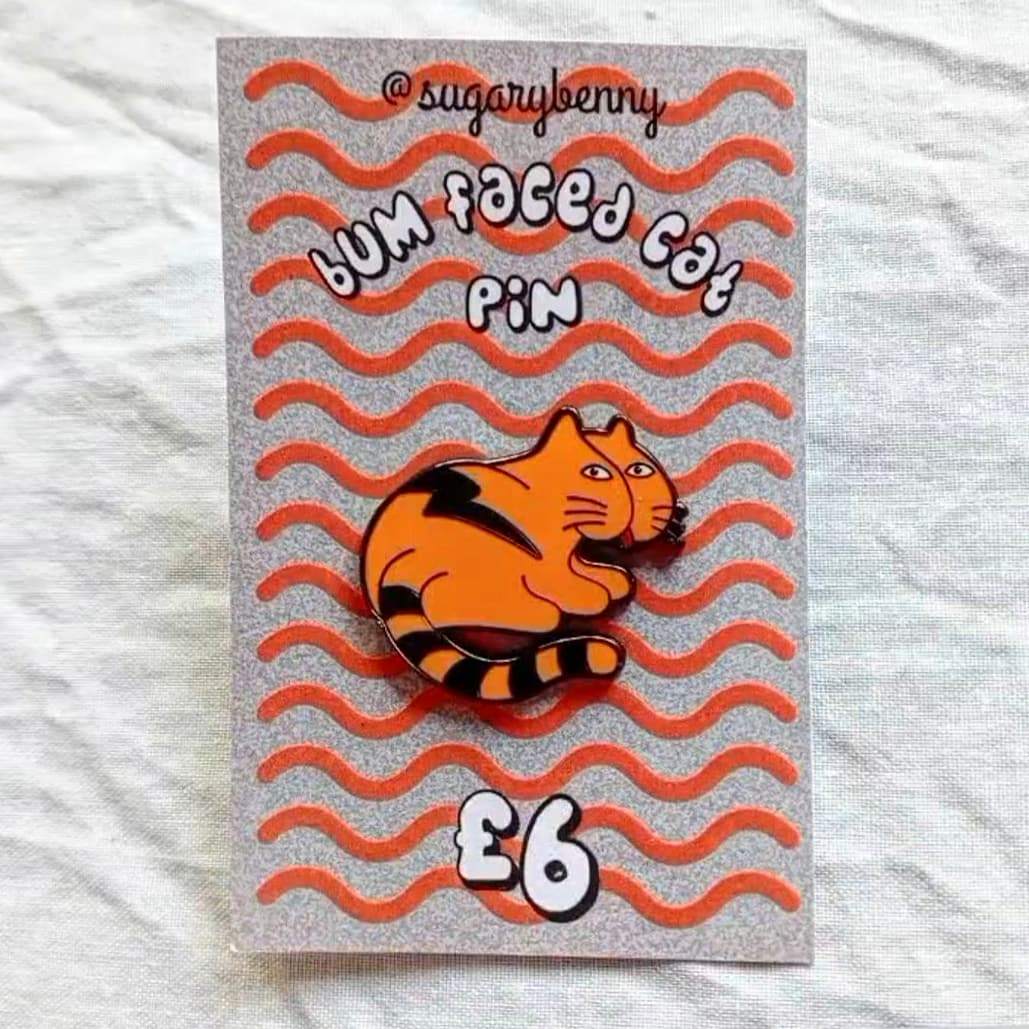 @sugarybenny
bUM faced cat
PiN
£6